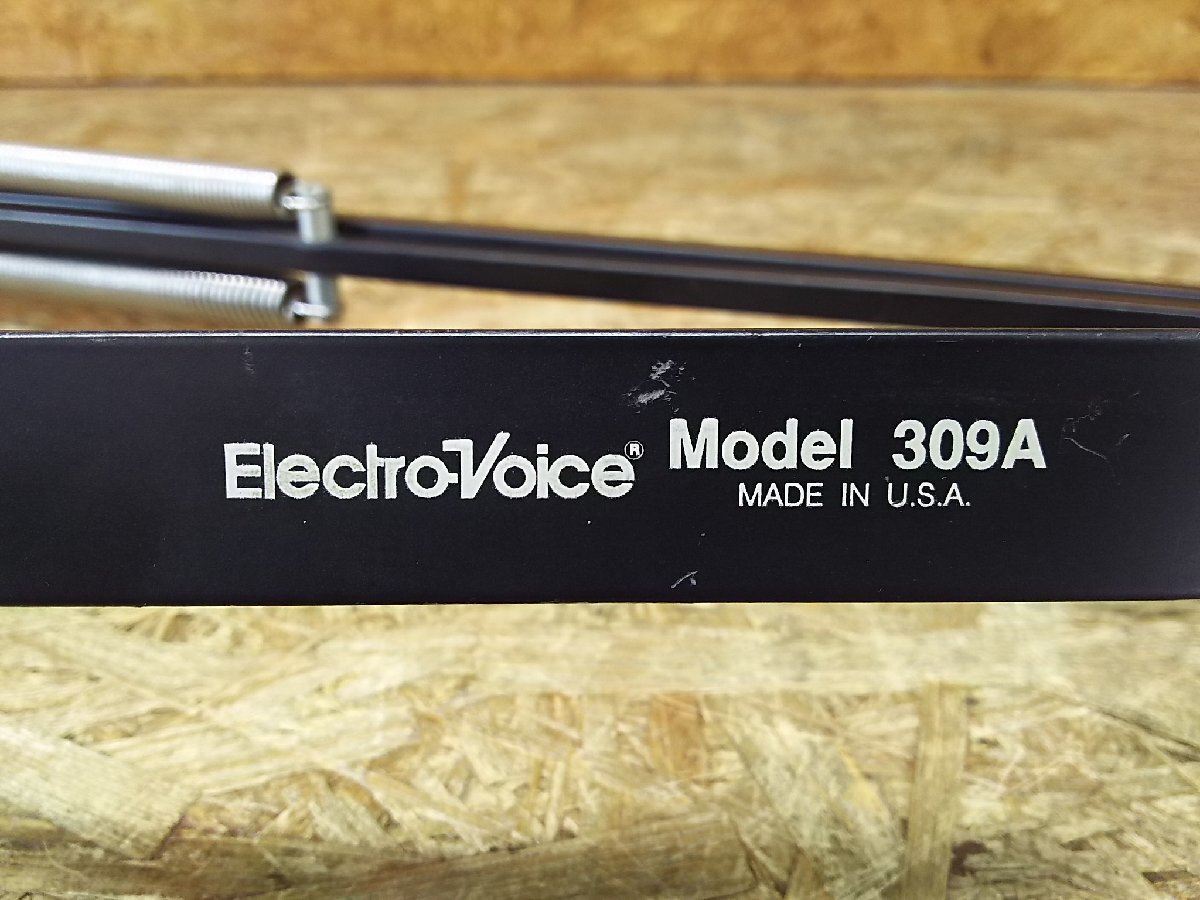 Electro-Voice® Model 309A
MADE IN U.S.A.